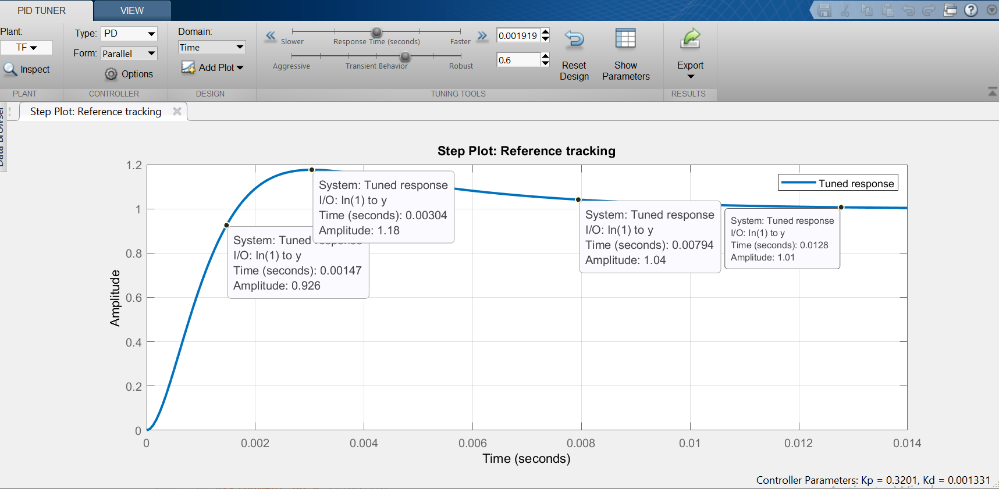 PID TUNER
VIEW
Plant:
TF
Inspect
PLANT
Type: PD
Form: Parallel
Options
CONTROLLER
Domain:
Time
Add Plot
DESIGN
Slower Response Time (seconds) Faster
0.001919
Aggressive Transient Behavior Robust
0.6
Reset
Design
Show
Parameters
TUNING TOOLS
Export
RESULTS
Step Plot: Reference tracking
Step Plot: Reference tracking
Tuned response
System: Tuned response
I/O: In(1) to y
Time (seconds): 0.00304
Amplitude: 1.18
System: Tuned
I/O: In(1) to y
Time (seconds): 0.00147
Amplitude: 0.926
System: Tuned response
I/O: In(1) to y
Time (seconds): 0.00794
Amplitude: 1.04
System: Tuned response
I/O: In(1) to y
Time (seconds): 0.0128
Amplitude: 1.01
Amplitude
1.2
1
0.8
0.6
0.4
0.2
0
0 0.002 0.004 0.006 0.008 0.01 0.012 0.014
Time (seconds)
Controller Parameters: Kp = 0.3201, Kd = 0.001331